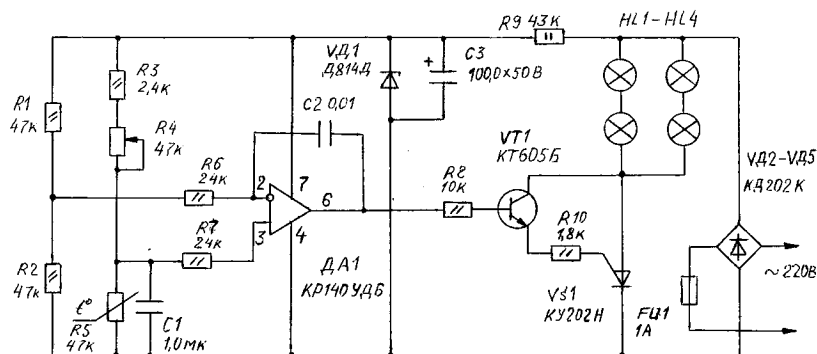 R9 43к
HL1-HL4
R3
2,4к
VД1
Д814Д
C3
100,0×50В
+
R1
47к
R4
47к
C2 0,01
VT1
КТ605Б
R6
24к
R8
10к
VД2-VД5
КД202К
2
7
6
R7
24к
3
4
R10
1,8к
R2
47к
ДА1
КР140УД6
~220В
t°
R5
47к
C1
1,0мк
VS1
КУ202Н
FU1
1А